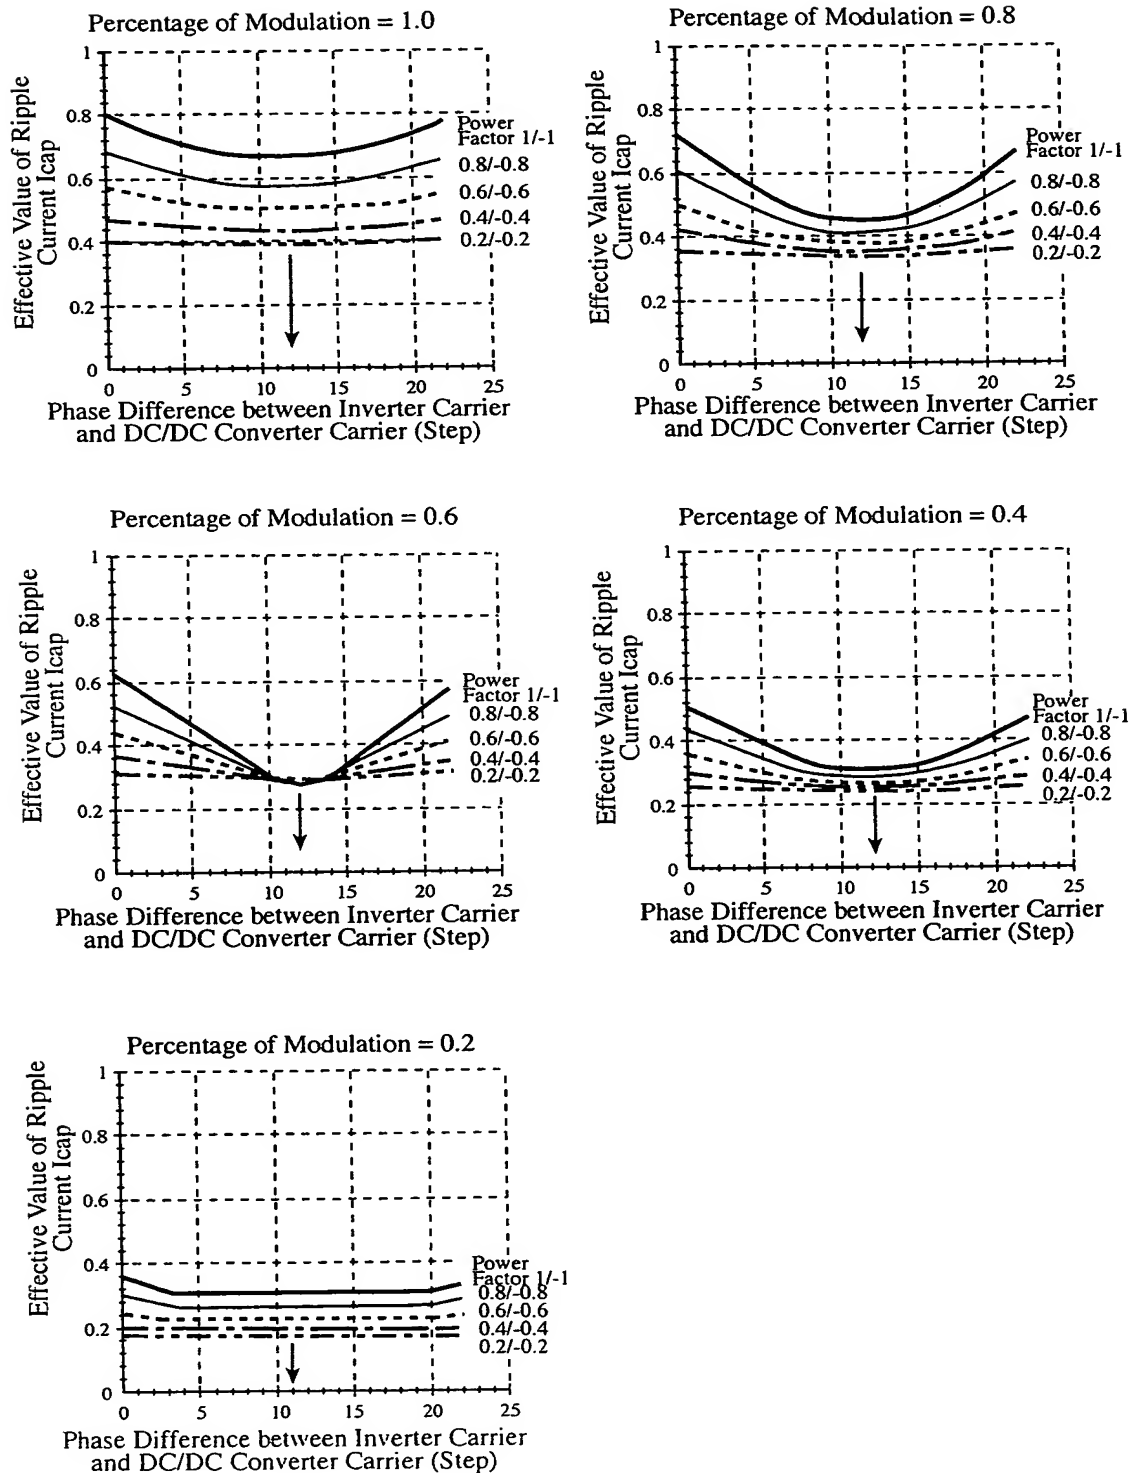 Percentage of Modulation = 1.0
Effective Value of Ripple
Current Icap
1
0.8
0.6
0.4
0.2
0
Power
Factor 1/-1
0.8/-0.8
0.6/-0.6
0.4/-0.4
0.2/-0.2
0 5 10 15 20 25
Phase Difference between Inverter Carrier
and DC/DC Converter Carrier (Step)
Percentage of Modulation = 0.8
Effective Value of Ripple
Current Icap
1
0.8
0.6
0.4
0.2
0
Power
Factor 1/-1
0.8/-0.8
0.6/-0.6
0.4/-0.4
0.2/-0.2
0 5 10 15 20 25
Phase Difference between Inverter Carrier
and DC/DC Converter Carrier (Step)
Percentage of Modulation = 0.6
Effective Value of Ripple
Current Icap
1
0.8
0.6
0.4
0.2
0
Power
Factor 1/-1
0.8/-0.8
0.6/-0.6
0.4/-0.4
0.2/-0.2
0 5 10 15 20 25
Phase Difference between Inverter Carrier
and DC/DC Converter Carrier (Step)
Percentage of Modulation = 0.4
Effective Value of Ripple
Current Icap
1
0.8
0.6
0.4
0.2
0
Power
Factor 1/-1
0.8/-0.8
0.6/-0.6
0.4/-0.4
0.2/-0.2
0 5 10 15 20 25
Phase Difference between Inverter Carrier
and DC/DC Converter Carrier (Step)
Percentage of Modulation = 0.2
Effective Value of Ripple
Current Icap
1
0.8
0.6
0.4
0.2
0
Power
Factor 1/-1
0.8/-0.8
0.6/-0.6
0.4/-0.4
0.2/-0.2
0 5 10 15 20 25
Phase Difference between Inverter Carrier
and DC/DC Converter Carrier (Step)